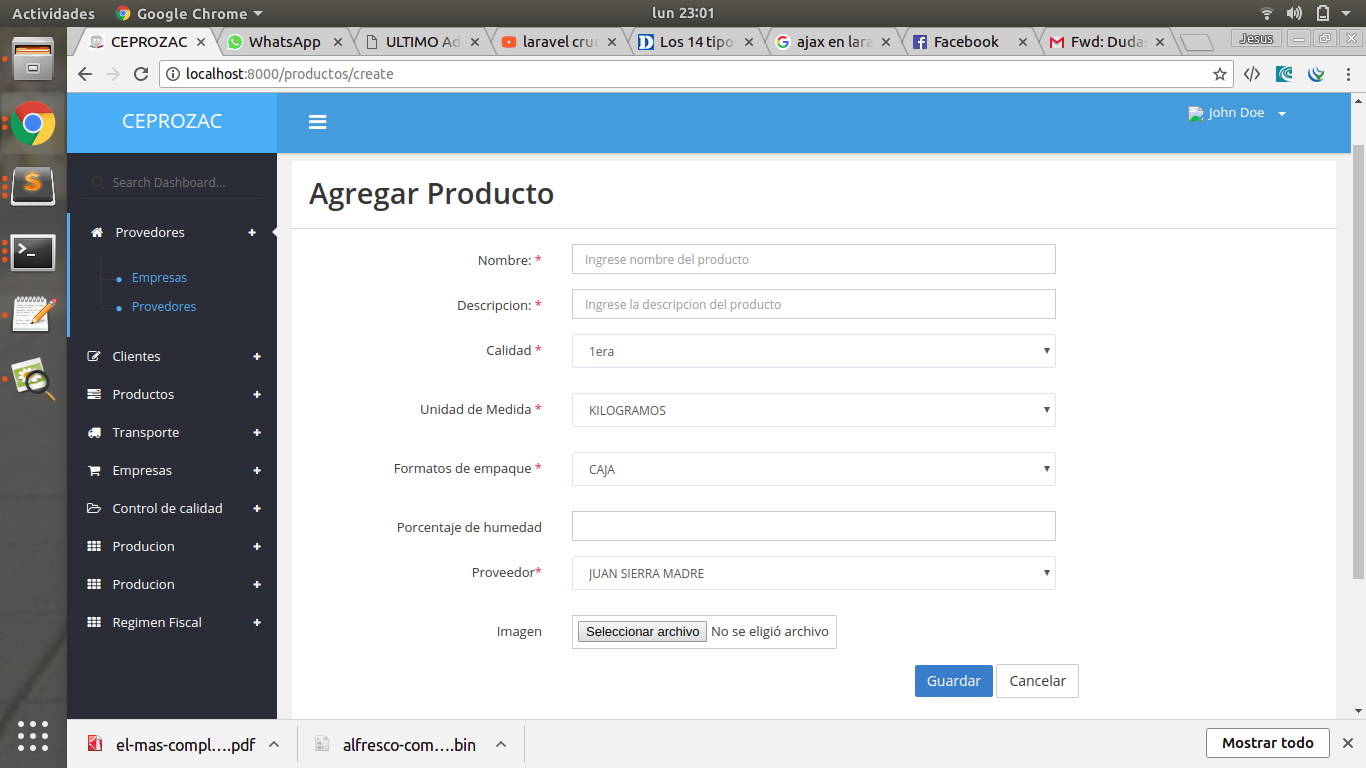 Actividades Google Chrome lun 23:01
CEPROZAC WhatsApp ULTIMO Ad laravel cruc Los 14 tipo ajax en lara Facebook Fwd: Duda: Jesus
localhost:8000/productos/create
CEPROZAC John Doe
Search Dashboard...
Provedores
Empresas
Provedores
Clientes
Productos
Transporte
Empresas
Control de calidad
Producion
Producion
Regimen Fiscal
Agregar Producto
Nombre: * Ingrese nombre del producto
Descripcion: * Ingrese la descripcion del producto
Calidad * 1era
Unidad de Medida * KILOGRAMOS
Formatos de empaque * CAJA
Porcentaje de humedad
Proveedor* JUAN SIERRA MADRE
Imagen Seleccionar archivo No se eligió archivo
Guardar Cancelar
el-mas-compl....pdf alfresco-com....bin Mostrar todo